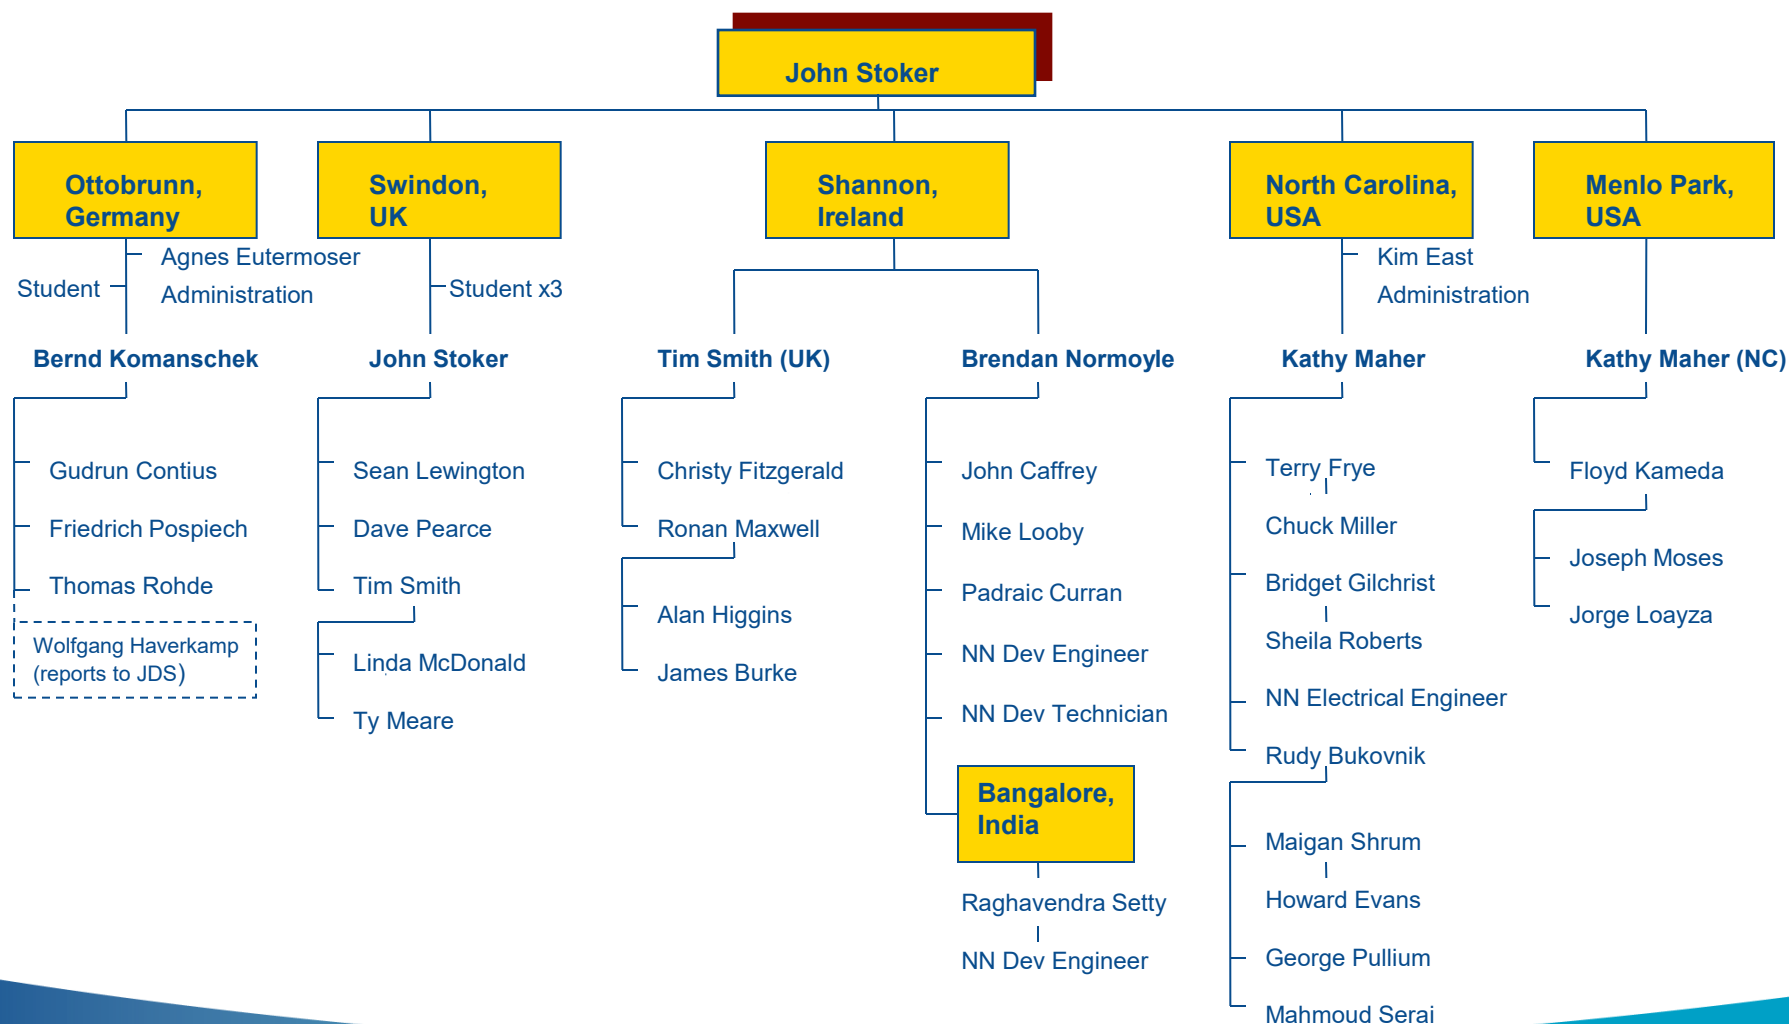 John Stoker
Ottobrunn,
Germany
Swindon,
UK
Shannon,
Ireland
North Carolina,
USA
Menlo Park,
USA
Student
Agnes Eutermoser
Administration
Student x3
Kim East
Administration
Bernd Komanschek
John Stoker
Tim Smith (UK)
Brendan Normoyle
Kathy Maher
Kathy Maher (NC)
Gudrun Contius
Friedrich Pospiech
Thomas Rohde
Wolfgang Haverkamp
(reports to JDS)
Sean Lewington
Dave Pearce
Tim Smith
Linda McDonald
Ty Meare
Christy Fitzgerald
Ronan Maxwell
Alan Higgins
James Burke
John Caffrey
Mike Looby
Padraic Curran
NN Dev Engineer
NN Dev Technician
Bangalore,
India
Raghavendra Setty
NN Dev Engineer
Terry Frye
Chuck Miller
Bridget Gilchrist
Sheila Roberts
NN Electrical Engineer
Rudy Bukovnik
Maigan Shrum
Howard Evans
George Pullium
Mahmoud Serai
Floyd Kameda
Joseph Moses
Jorge Loayza